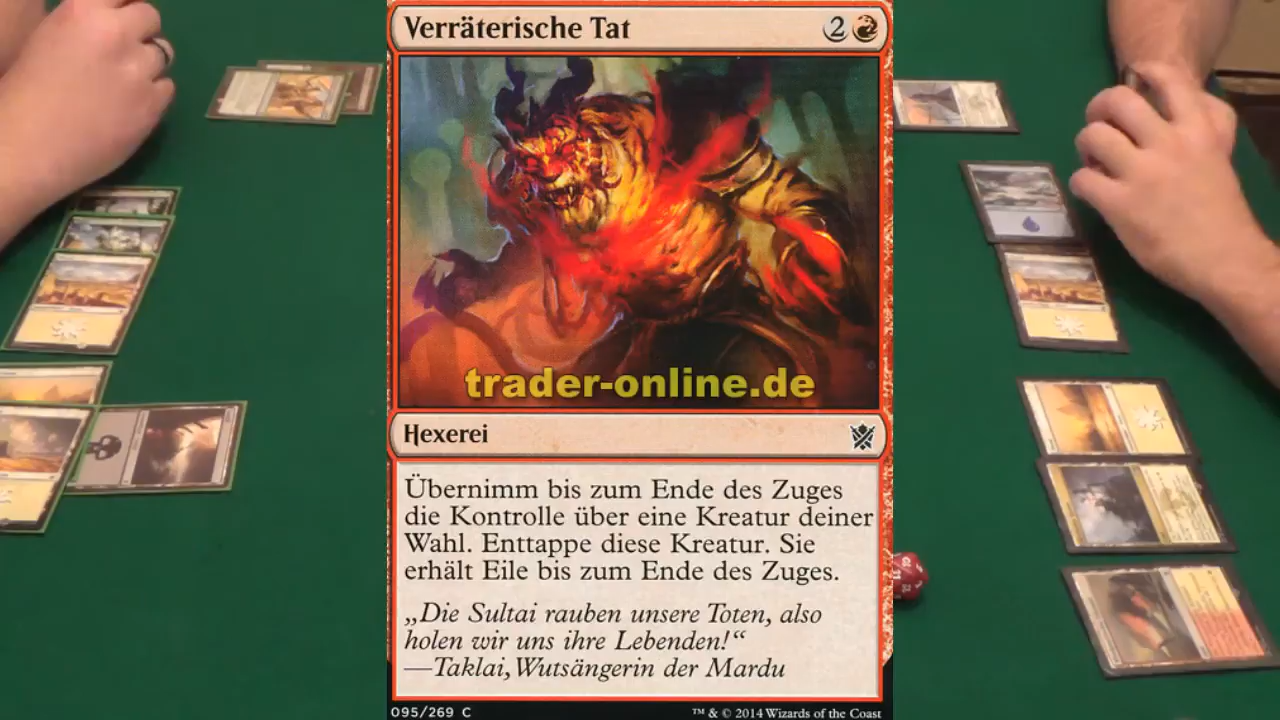 Verräterische Tat
2
trader-online.de
Hexerei
Übernimm bis zum Ende des Zuges
die Kontrolle über eine Kreatur deiner
Wahl. Enttappe diese Kreatur. Sie
erhält Eile bis zum Ende des Zuges.
„Die Sultai rauben unsere Toten, also
holen wir uns ihre Lebenden!“
—Taklai, Wutsängerin der Mardu
095/269 C
™ & © 2014 Wizards of the Coast